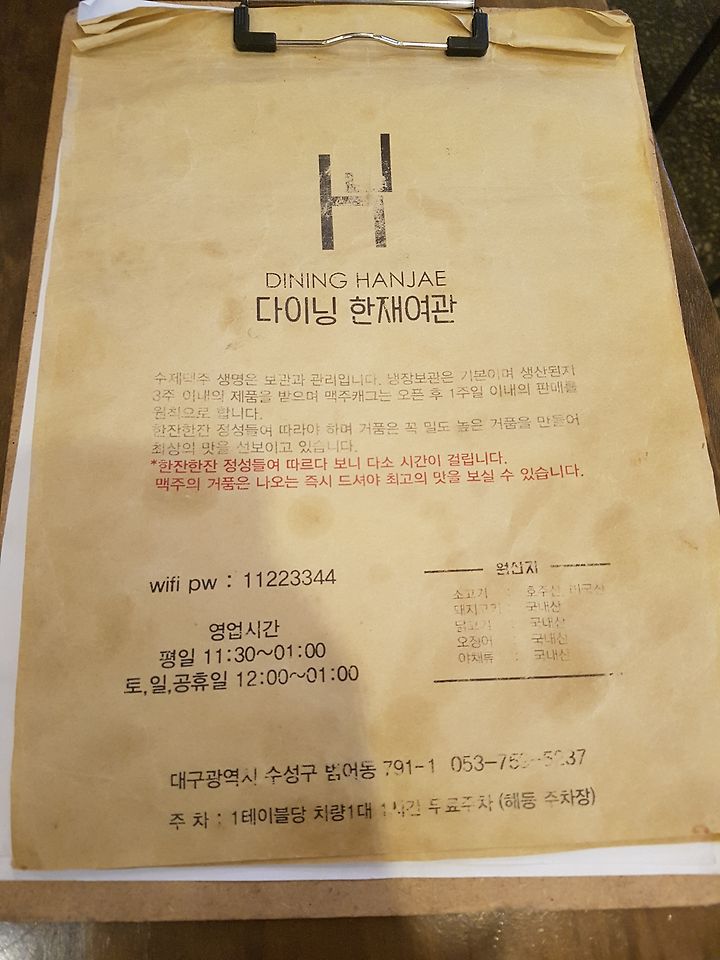 DINING HANJAE
다이닝 한재여관
수제맥주 생명은 보관과 관리입니다. 냉장보관은 기본이며 생산된지
3주 이내의 제품을 받으며 맥주캐그는 오픈 후 1주일 이내의 판매를
원칙으로 합니다.
한잔한잔 정성들여 따라야 하며 거품은 꼭 밀도 높은 거품을 만들어
최상의 맛을 선보이고 있습니다.
*한잔한잔 정성들여 따르다 보니 다소 시간이 걸립니다.
맥주의 거품은 나오는 즉시 드셔야 최고의 맛을 보실 수 있습니다.
wifi pw : 11223344
영업시간
평일 11:30~01:00
토,일,공휴일 12:00~01:00
원산지
소고기 : 호주산, 미국산
돼지고기 : 국내산
닭고기 : 국내산
오징어 : 국내산
야채류 : 국내산
대구광역시 수성구 범어동 791-1 053-
주 차 : 1테이블당 차량1대 1시간 무료주차 (해등 주차장)